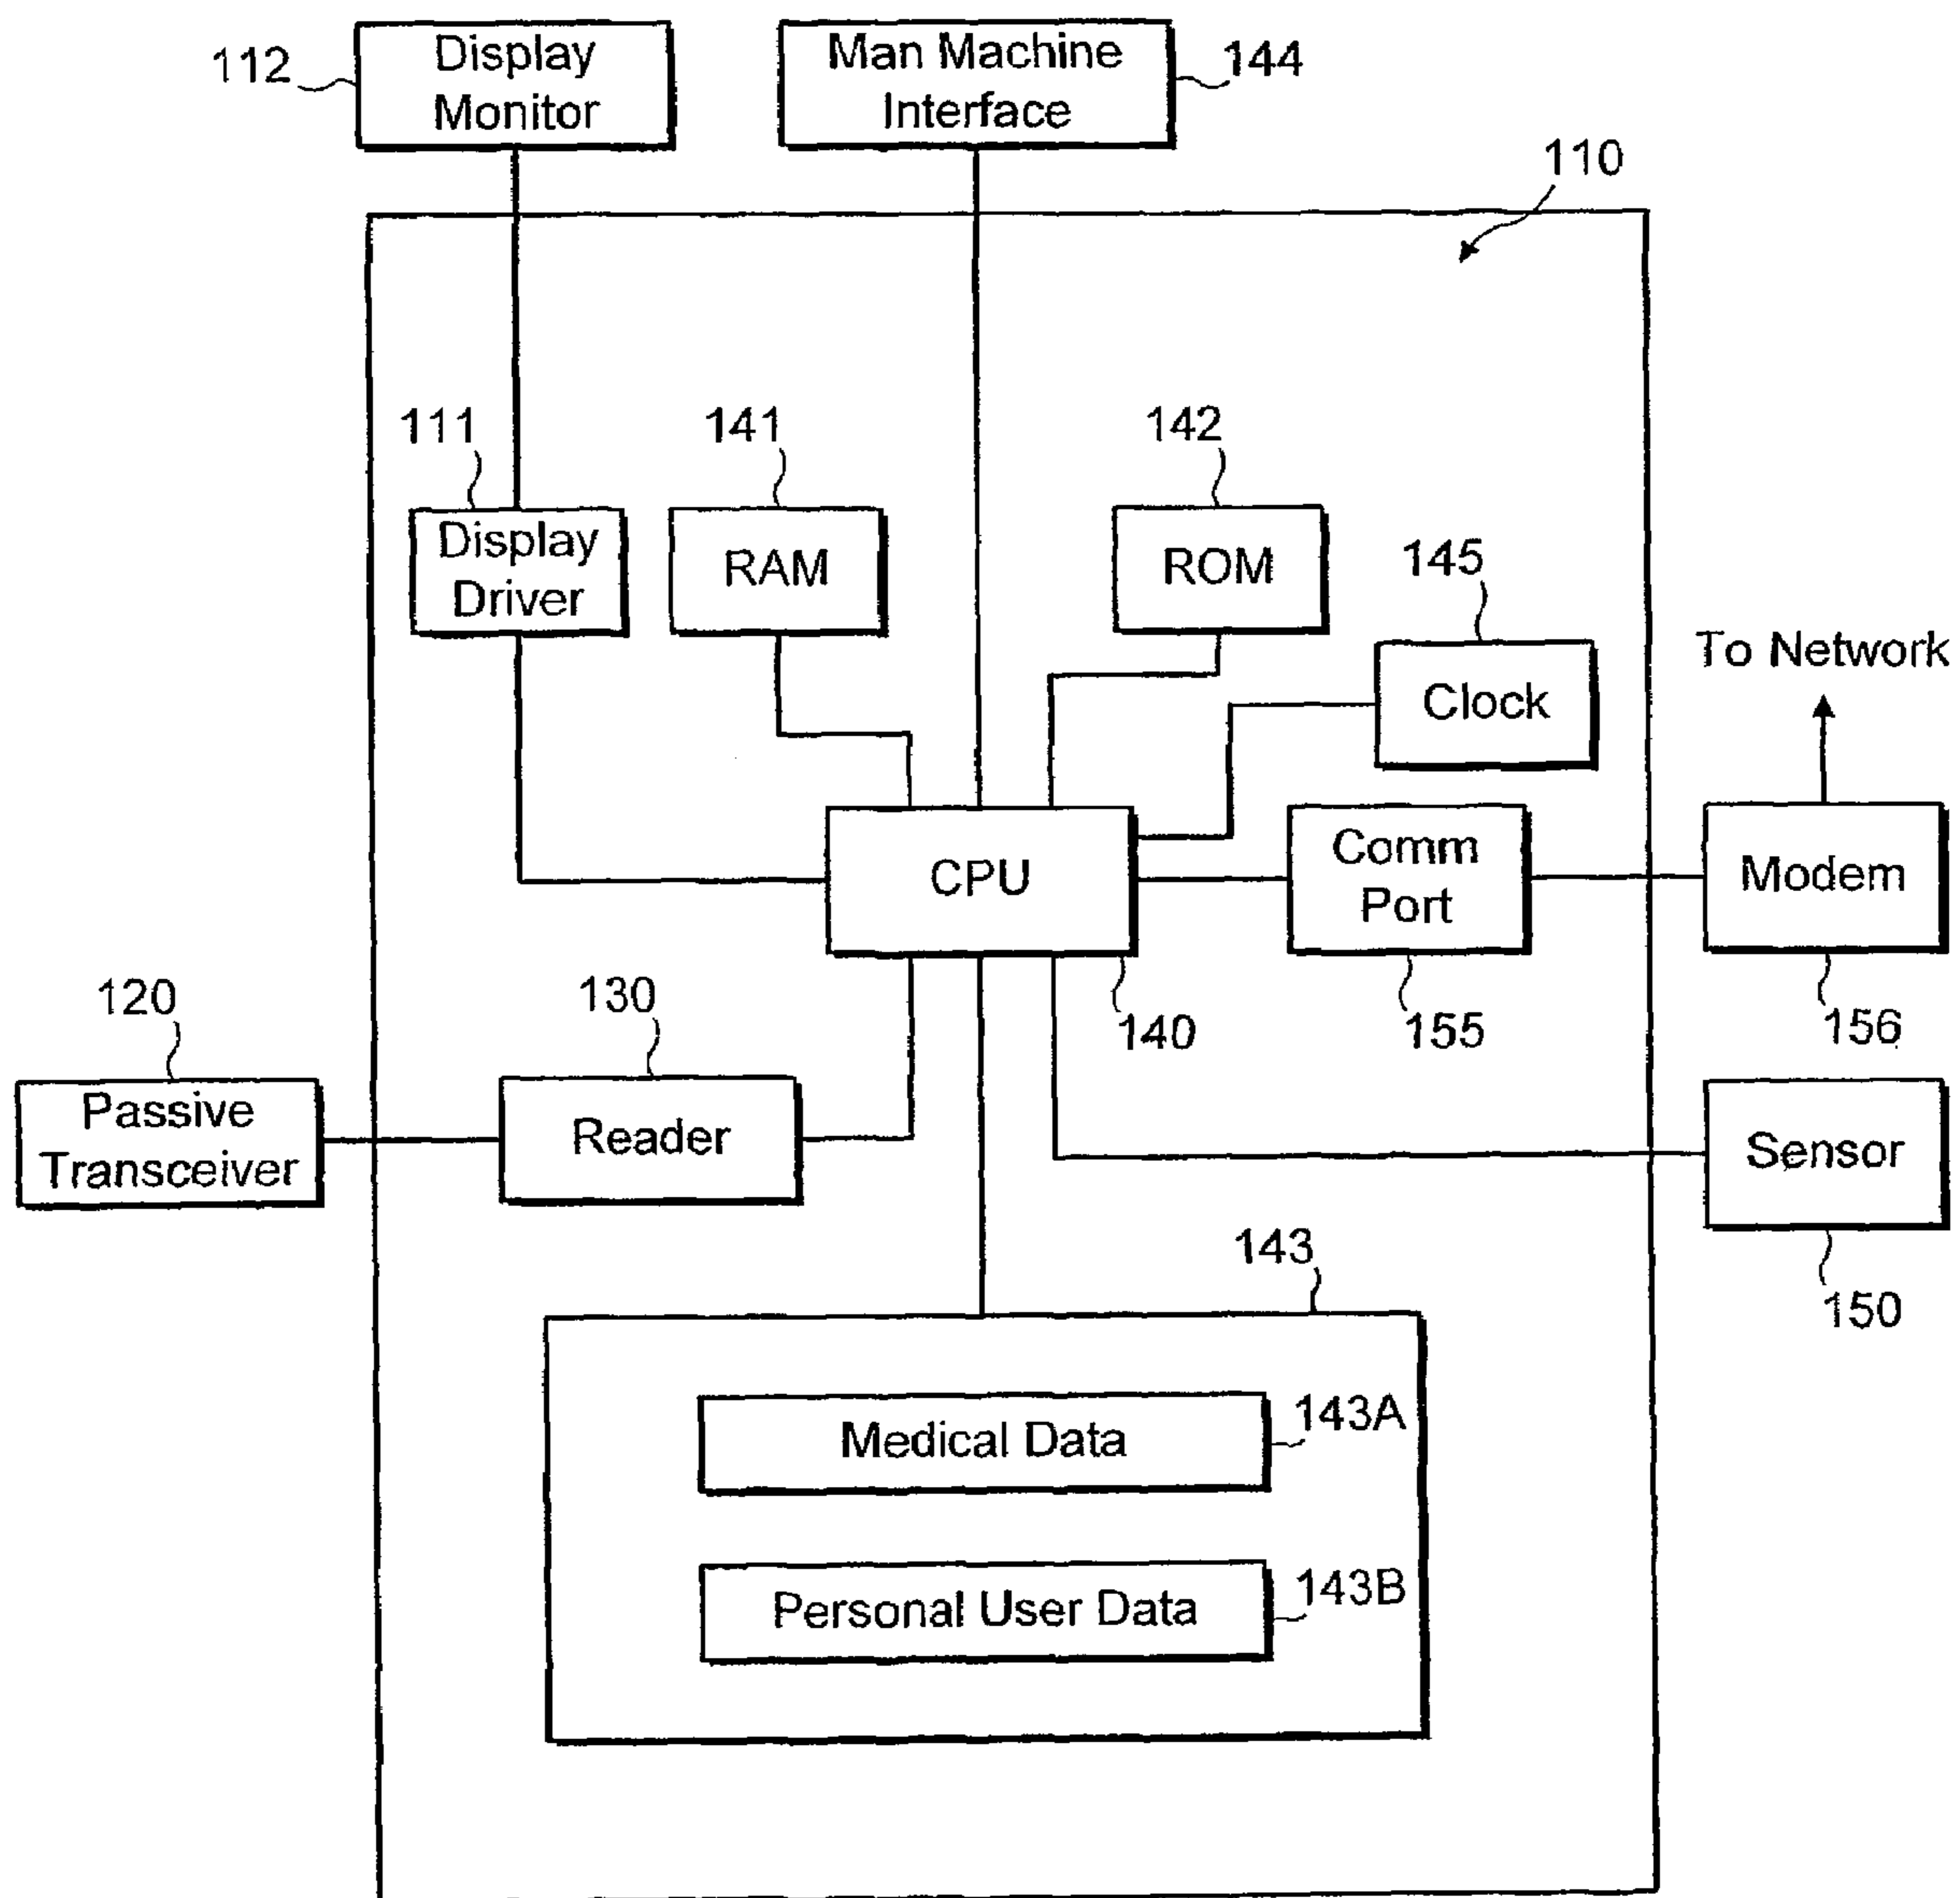 112
Display
Monitor
Man Machine
Interface
144
110
111
141
142
Display
Driver
RAM
ROM
145
Clock
To Network
CPU
Comm
Port
Modem
120
130
140
155
156
Passive
Transceiver
Reader
Sensor
143
150
Medical Data
143A
Personal User Data
143B